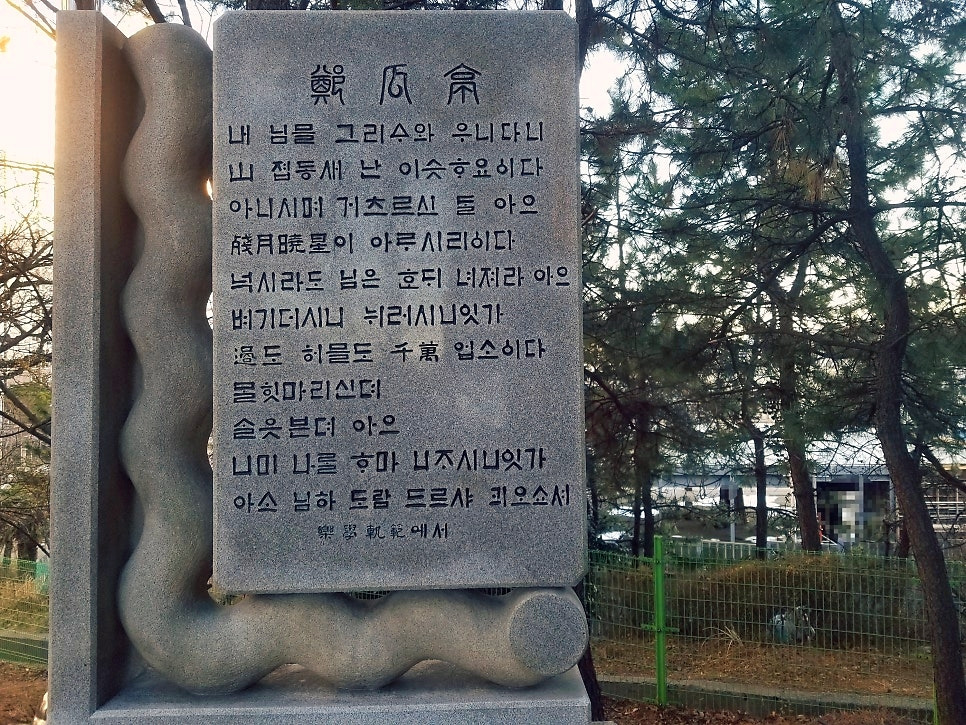 鄭瓜亭
내 님믈 그리ᅀᆞ와 우니다니
山 졉동새 난 이슷ᄒᆞ요이다
아니시며 거츠르신 ᄃᆞᆯ 아으
殘月曉星이 아ᄅᆞ시리이다
넉시라도 님은 ᄒᆞᆫᄃᆡ 녀져라 아으
벼기더시니 뉘러시니잇가
過도 허믈도 千萬 업소이다
ᄆᆞᆯ힛마리신뎌
ᄉᆞᆯ읏븐뎌 아으
니미 나ᄅᆞᆯ ᄒᆞ마 니ᄌᆞ시니잇가
아소 님하 도람 드르샤 괴오소셔
樂學軌範에서